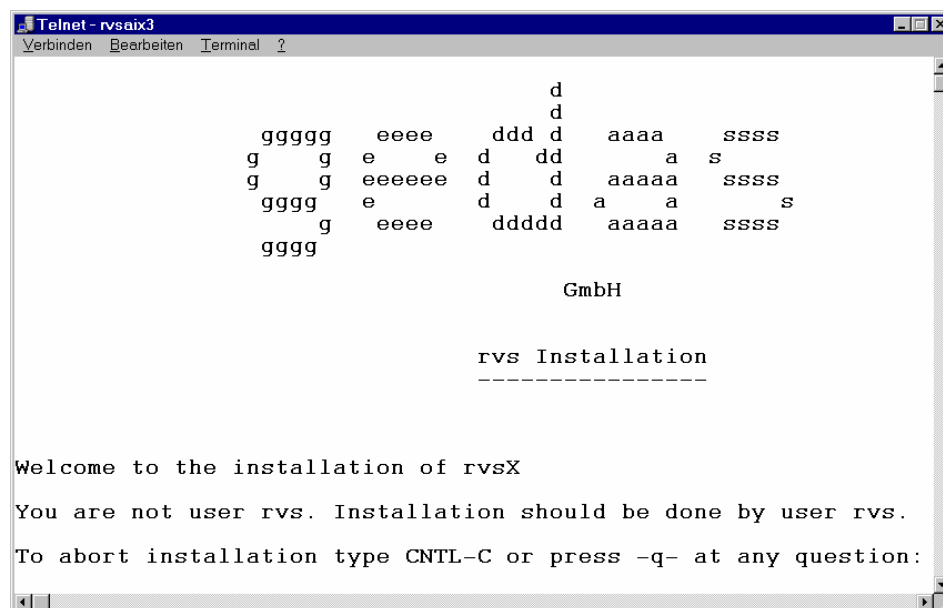 Telnet - rvsaix3
Verbinden Bearbeiten Terminal ?
d
d
ggggg eeee ddd d aaaa ssss
g g e e d dd a s
g g eeeeee d d aaaaa ssss
gggg e d d a a s
g eeee ddddd aaaaa ssss
gggg
GmbH
rvs Installation
----------------
Welcome to the installation of rvsX
You are not user rvs. Installation should be done by user rvs.
To abort installation type CNTL-C or press -q- at any question: